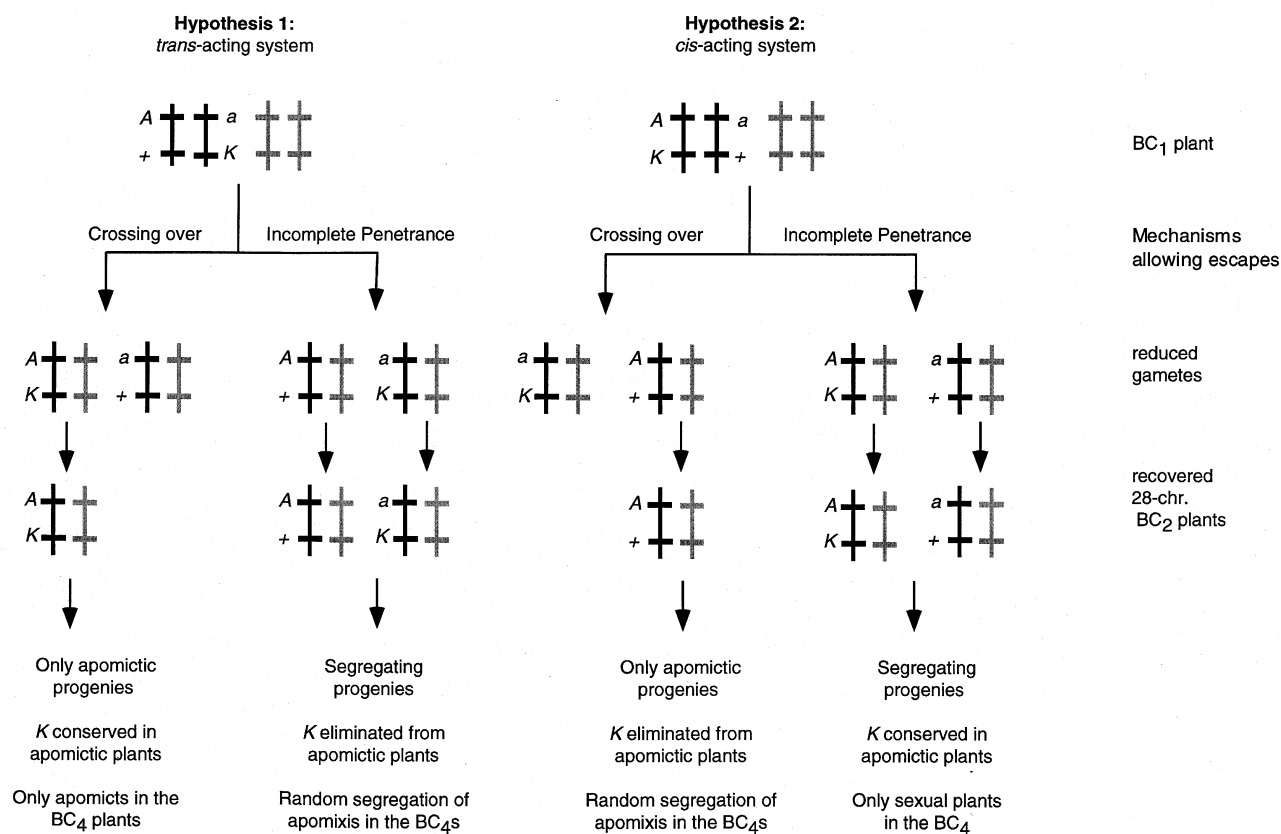 Hypothesis 1:
trans-acting system
Hypothesis 2:
cis-acting system
A a
+ K
A a
K +
BC1 plant
Crossing over
Incomplete Penetrance
Crossing over
Incomplete Penetrance
Mechanisms
allowing escapes
A a A a a A A a
K + + K K + K +
reduced
gametes
A A a A A a
K + K + K +
recovered
28-chr.
BC2 plants
Only apomictic
progenies
Segregating
progenies
Only apomictic
progenies
Segregating
progenies
K conserved in
apomictic plants
K eliminated from
apomictic plants
K eliminated from
apomictic plants
K conserved in
apomictic plants
Only apomicts in the
BC4 plants
Random segregation of
apomixis in the BC4s
Random segregation of
apomixis in the BC4s
Only sexual plants
in the BC4